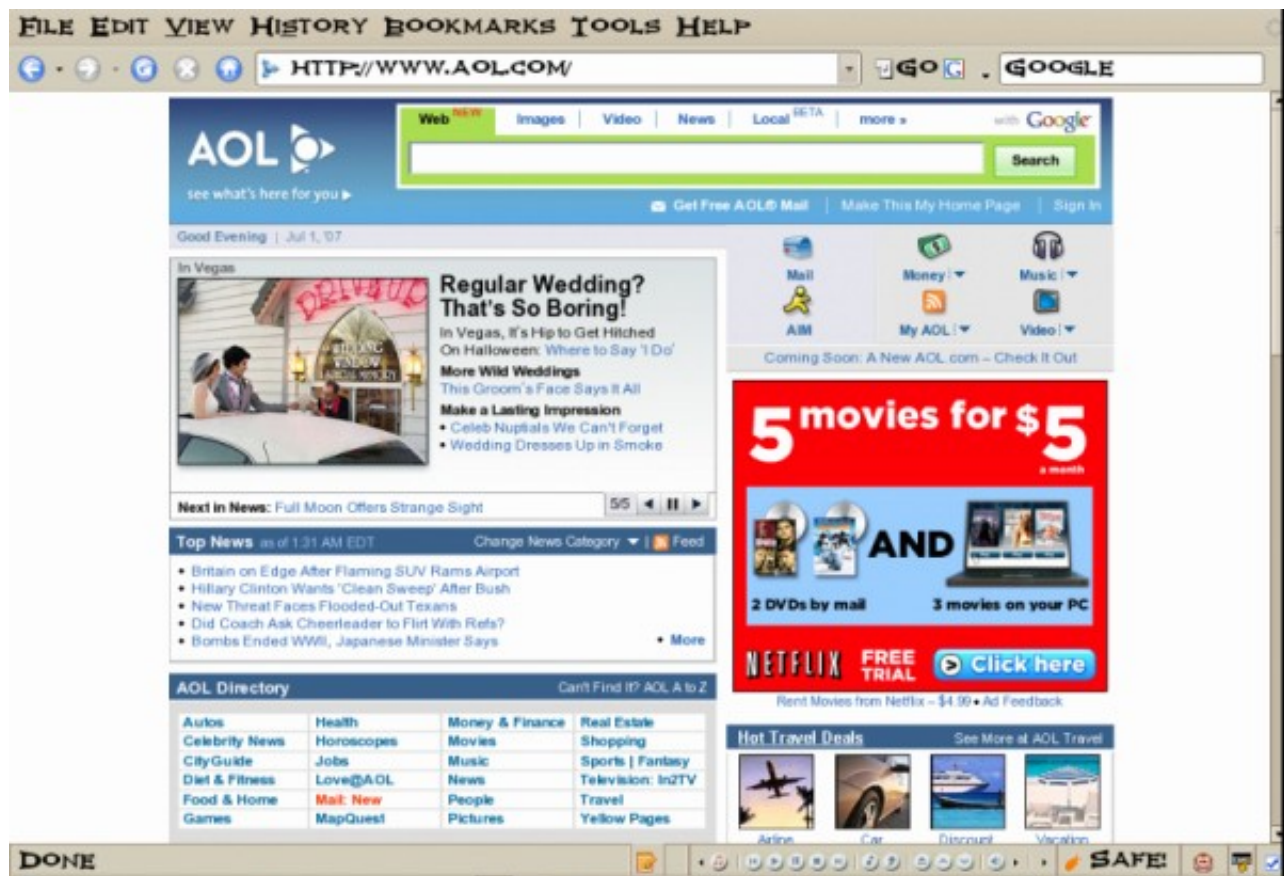 FILE EDIT VIEW HISTORY BOOKMARKS TOOLS HELP
HTTP://WWW.AOL.COM/ GO G GOOGLE
Web NEW Images Video News Local BETA more » with Google
AOL
Search
see what's here for you
Get Free AOL® Mail | Make This My Home Page | Sign In
Good Evening | Jul 1, '07
Mail Money Music
AIM My AOL Video
Coming Soon: A New AOL.com – Check It Out
In Vegas
DRIVE UP
WEDDING
WINDOW
Regular Wedding?
That's So Boring!
In Vegas, It's Hip to Get Hitched
On Halloween: Where to Say 'I Do'
More Wild Weddings
This Groom's Face Says It All
Make a Lasting Impression
• Celeb Nuptials We Can't Forget
• Wedding Dresses Up in Smoke
Next in News: Full Moon Offers Strange Sight 5/5
Top News as of 1:31 AM EDT Change News Category | Feed
• Britain on Edge After Flaming SUV Rams Airport
• Hillary Clinton Wants 'Clean Sweep' After Bush
• New Threat Faces Flooded-Out Texans
• Did Coach Ask Cheerleader to Flirt With Refs?
• Bombs Ended WWII, Japanese Minister Says • More
AOL Directory Can't Find It? AOL A to Z
Autos Health Money & Finance Real Estate
Celebrity News Horoscopes Movies Shopping
CityGuide Jobs Music Sports | Fantasy
Diet & Fitness Love@AOL News Television: In2TV
Food & Home Mail: New People Travel
Games MapQuest Pictures Yellow Pages
5 movies for $5
a month
AND
2 DVDs by mail 3 movies on your PC
NETFLIX FREE TRIAL Click here
Rent Movies from Netflix – $4.99 • Ad Feedback
Hot Travel Deals See More at AOL Travel
Airline Car Discount Vacation
DONE SAFE!